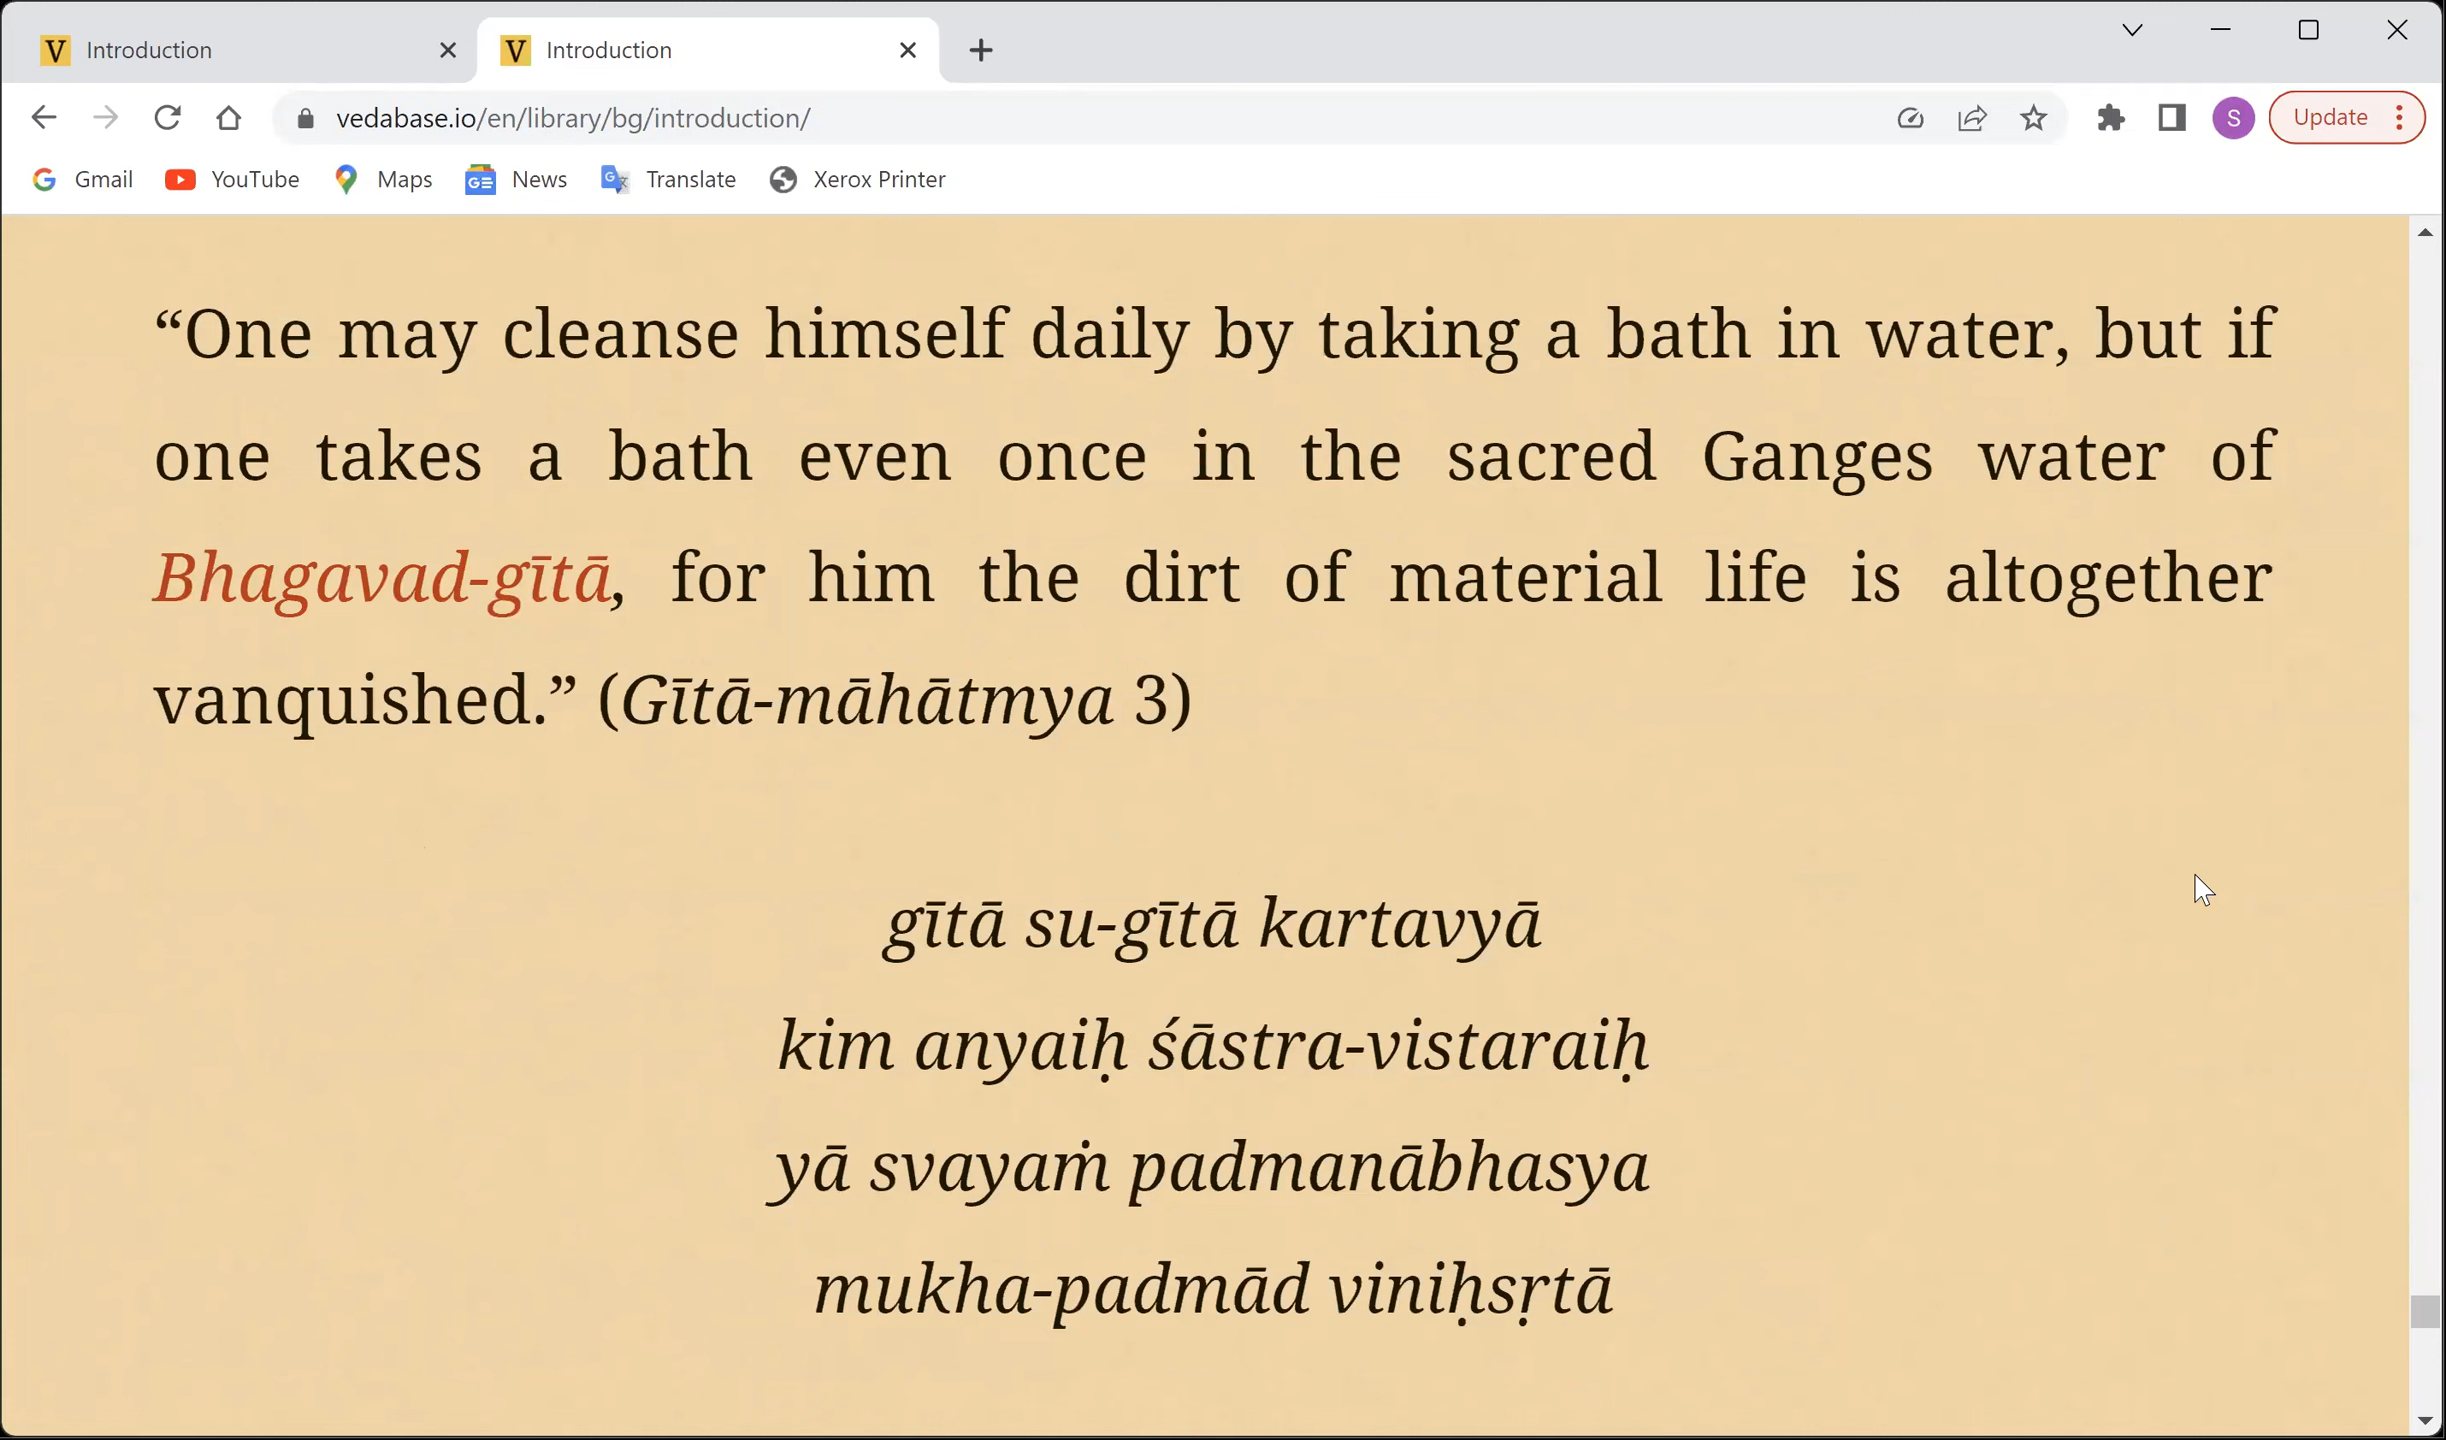 Introduction
Introduction
vedabase.io/en/library/bg/introduction/
S
Update
Gmail
YouTube
Maps
News
Translate
Xerox Printer
“One may cleanse himself daily by taking a bath in water, but if
one takes a bath even once in the sacred Ganges water of
Bhagavad-gītā, for him the dirt of material life is altogether
vanquished.” (Gītā-māhātmya 3)
gītā su-gītā kartavyā
kim anyaiḥ śāstra-vistaraiḥ
yā svayaṁ padmanābhasya
mukha-padmād viniḥsṛtā